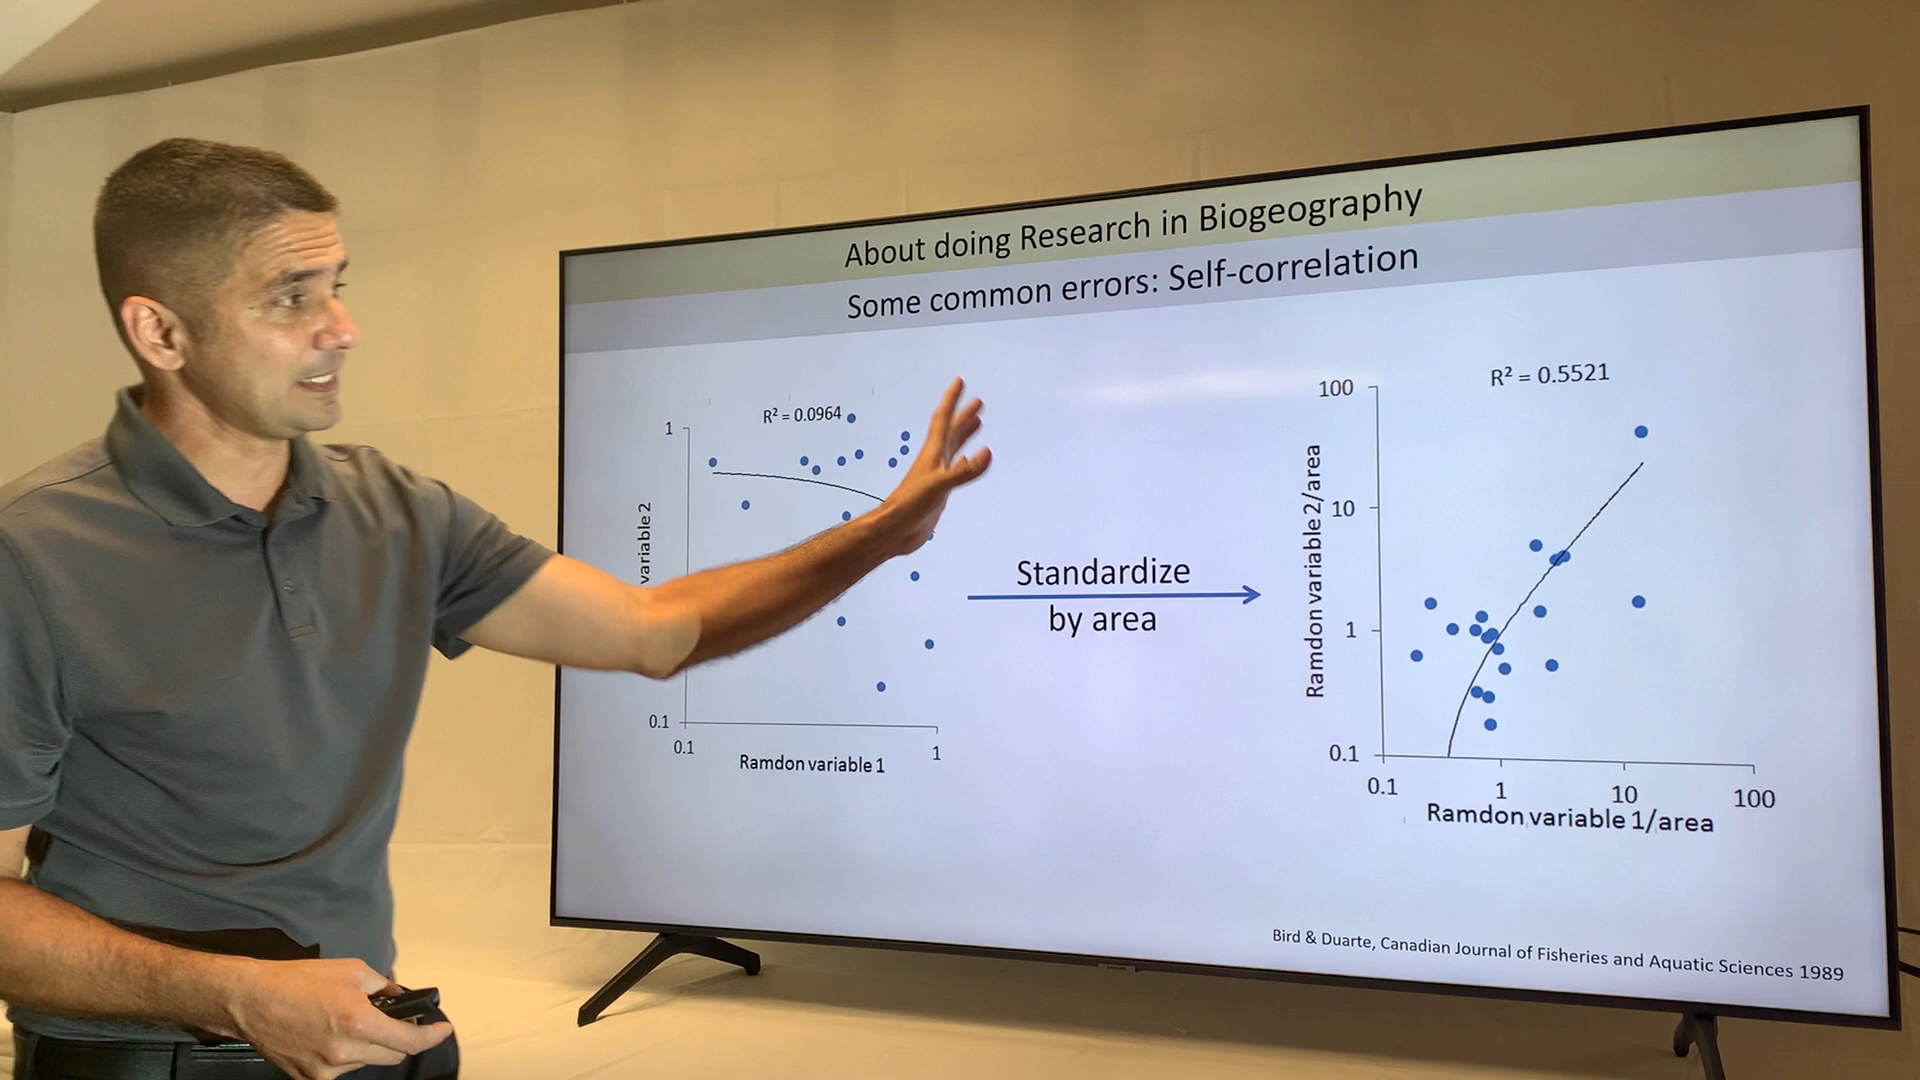 About doing Research in Biogeography
Some common errors: Self-correlation
R² = 0.0964
1
variable 2
0.1
0.1
1
Ramdon variable 1
Standardize
by area
R² = 0.5521
100
10
1
0.1
Ramdon variable 2/area
0.1
1
10
100
Ramdon variable 1/area
Bird & Duarte, Canadian Journal of Fisheries and Aquatic Sciences 1989